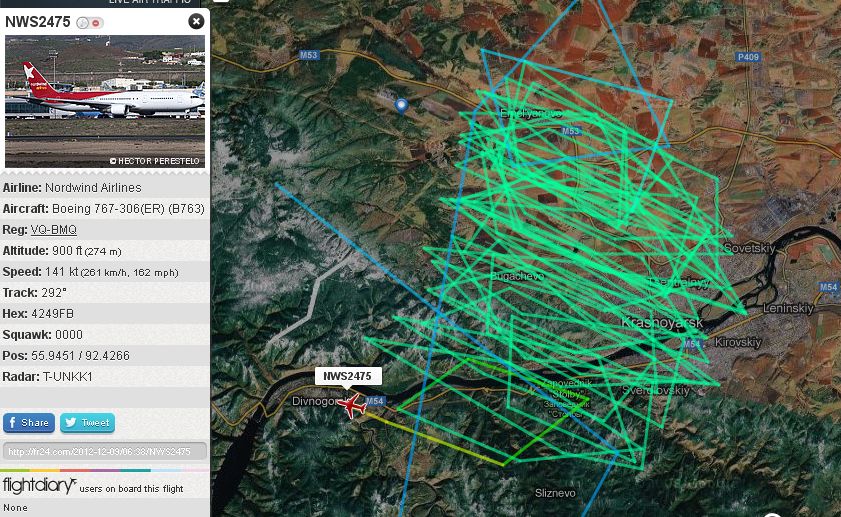 LIVE AIR TRAFFIC
NWS2475
© HECTOR PERESTELO
Airline: Nordwind Airlines
Aircraft: Boeing 767-306(ER) (B763)
Reg: VQ-BMQ
Altitude: 900 ft (274 m)
Speed: 141 kt (261 km/h, 162 mph)
Track: 292°
Hex: 4249FB
Squawk: 0000
Pos: 55.9451 / 92.4266
Radar: T-UNKK1
Share
Tweet
http://fr24.com/2012-12-09/06:38/NWS2475
flightdiary users on board this flight
None
M53
P409
Emelyanovo
M53
Sovetskiy
Bugachevo
M54
Leninskiy
Krasnoyarsk
Kirovskiy
M54
NWS2475
Zapovednik
"Stolby"
Sverdlovskiy
Divnogorsk
M54
Sliznevo